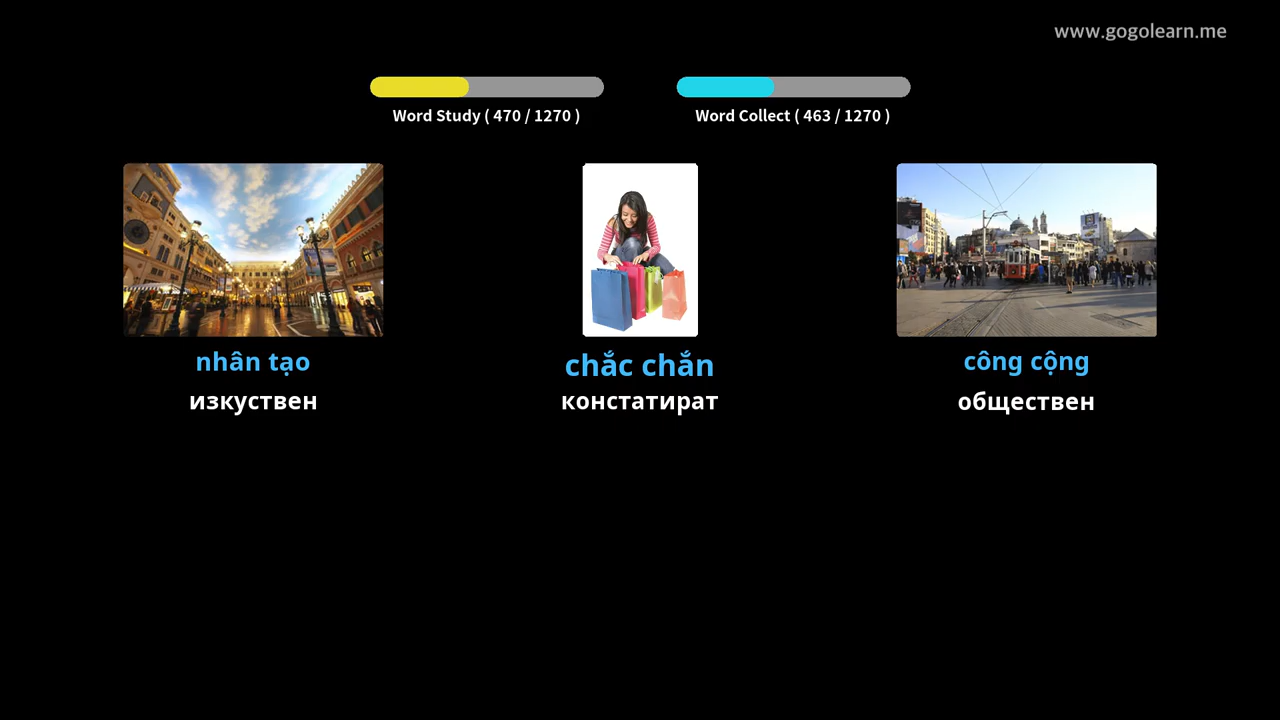 www.gogolearn.me
Word Study ( 470 / 1270 )
Word Collect ( 463 / 1270 )
nhân tạo
chắc chắn
công cộng
изкуствен
констатират
обществен